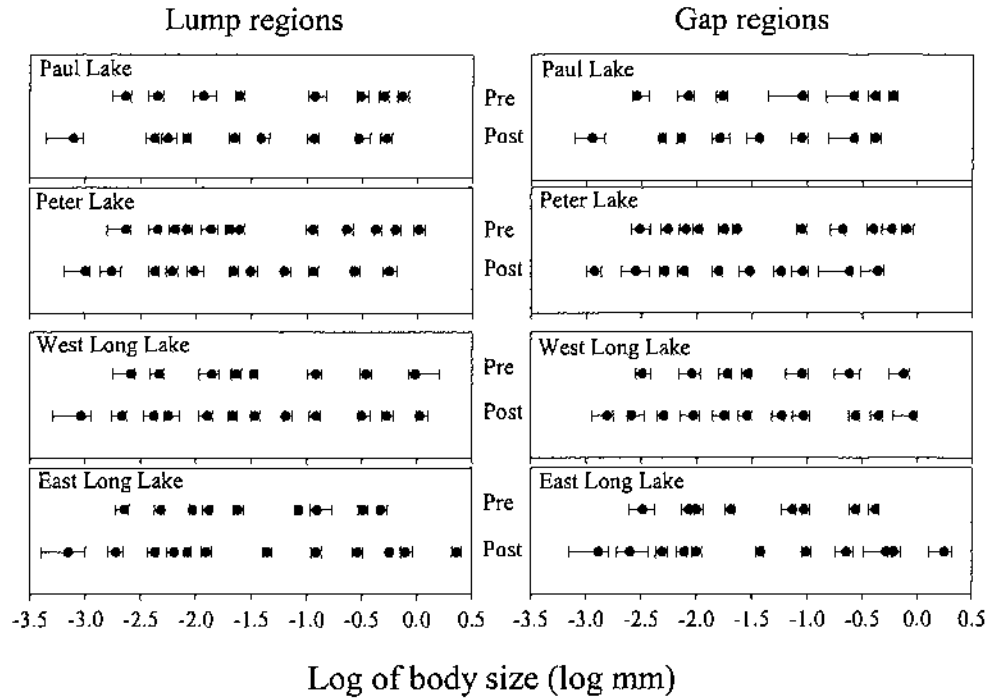 Lump regions Gap regions
Paul Lake Paul Lake
Pre
Post
Peter Lake Peter Lake
Pre
Post
West Long Lake West Long Lake
Pre
Post
East Long Lake East Long Lake
Pre
Post
-3.5 -3.0 -2.5 -2.0 -1.5 -1.0 -0.5 0.0 0.5 -3.5 -3.0 -2.5 -2.0 -1.5 -1.0 -0.5 0.0 0.5
Log of body size (log mm)